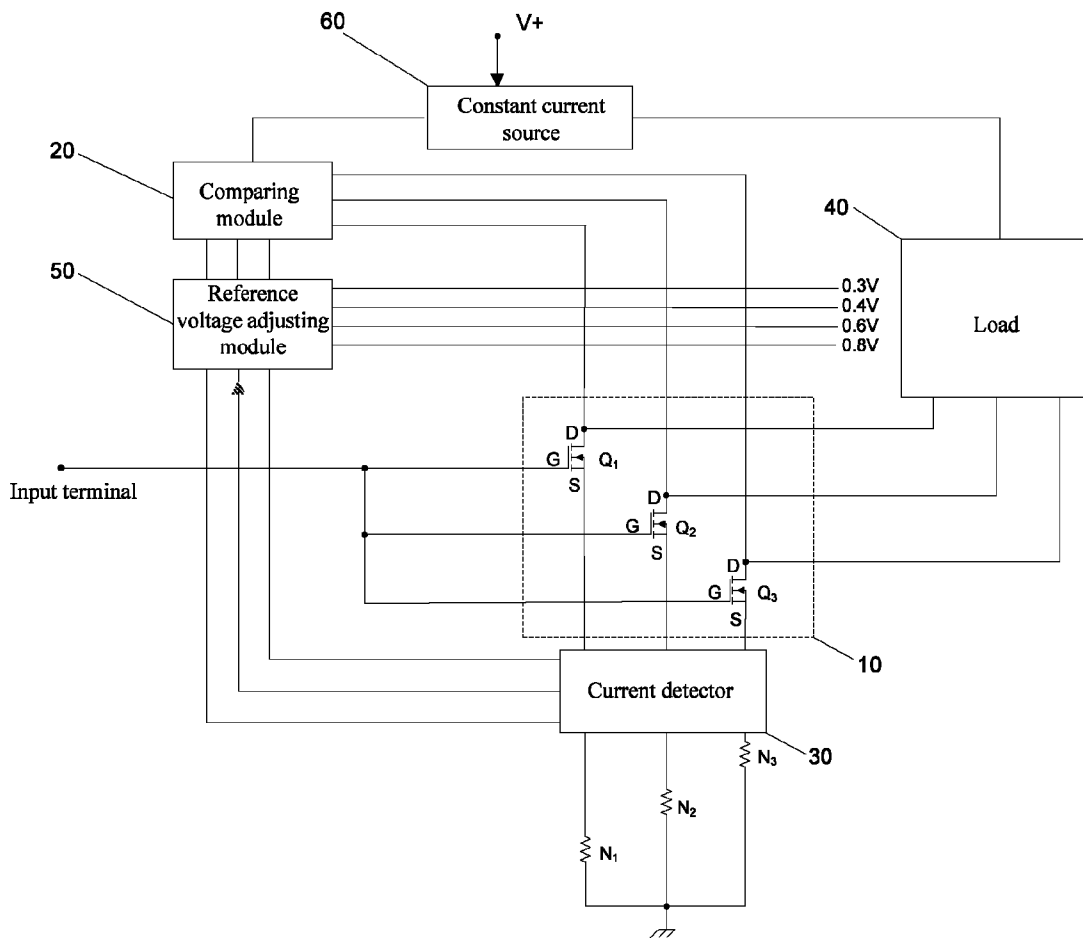 60
V+
Constant current
source
20
Comparing
module
40
50
Reference
voltage adjusting
module
0.3V
0.4V
0.6V
0.8V
Load
D
G
Q1
S
Input terminal
D
G
Q2
S
D
G
Q3
S
10
Current detector
30
N3
N2
N1